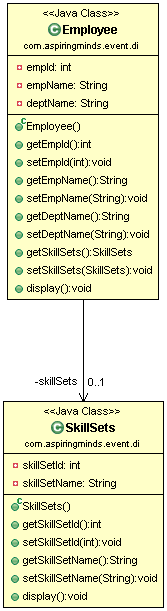 <<Java Class>>
Employee
com.aspiringminds.event.di
empId: int
empName: String
deptName: String
Employee()
getEmpId():int
setEmpId(int):void
getEmpName():String
setEmpName(String):void
getDeptName():String
setDeptName(String):void
getSkillSets():SkillSets
setSkillSets(SkillSets):void
display():void
-skillSets 0..1
<<Java Class>>
SkillSets
com.aspiringminds.event.di
skillSetId: int
skillSetName: String
SkillSets()
getSkillSetId():int
setSkillSetId(int):void
getSkillSetName():String
setSkillSetName(String):void
display():void